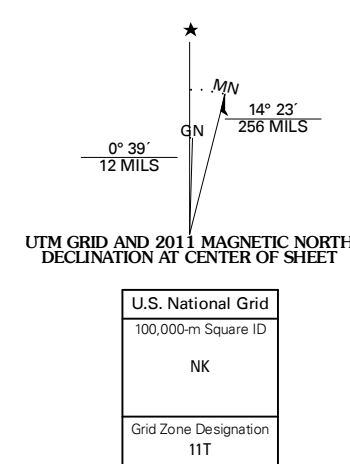 MN
GN
14° 23´
256 MILS
0° 39´
12 MILS
UTM GRID AND 2011 MAGNETIC NORTH
DECLINATION AT CENTER OF SHEET
U.S. National Grid
100,000-m Square ID
NK
Grid Zone Designation
11T